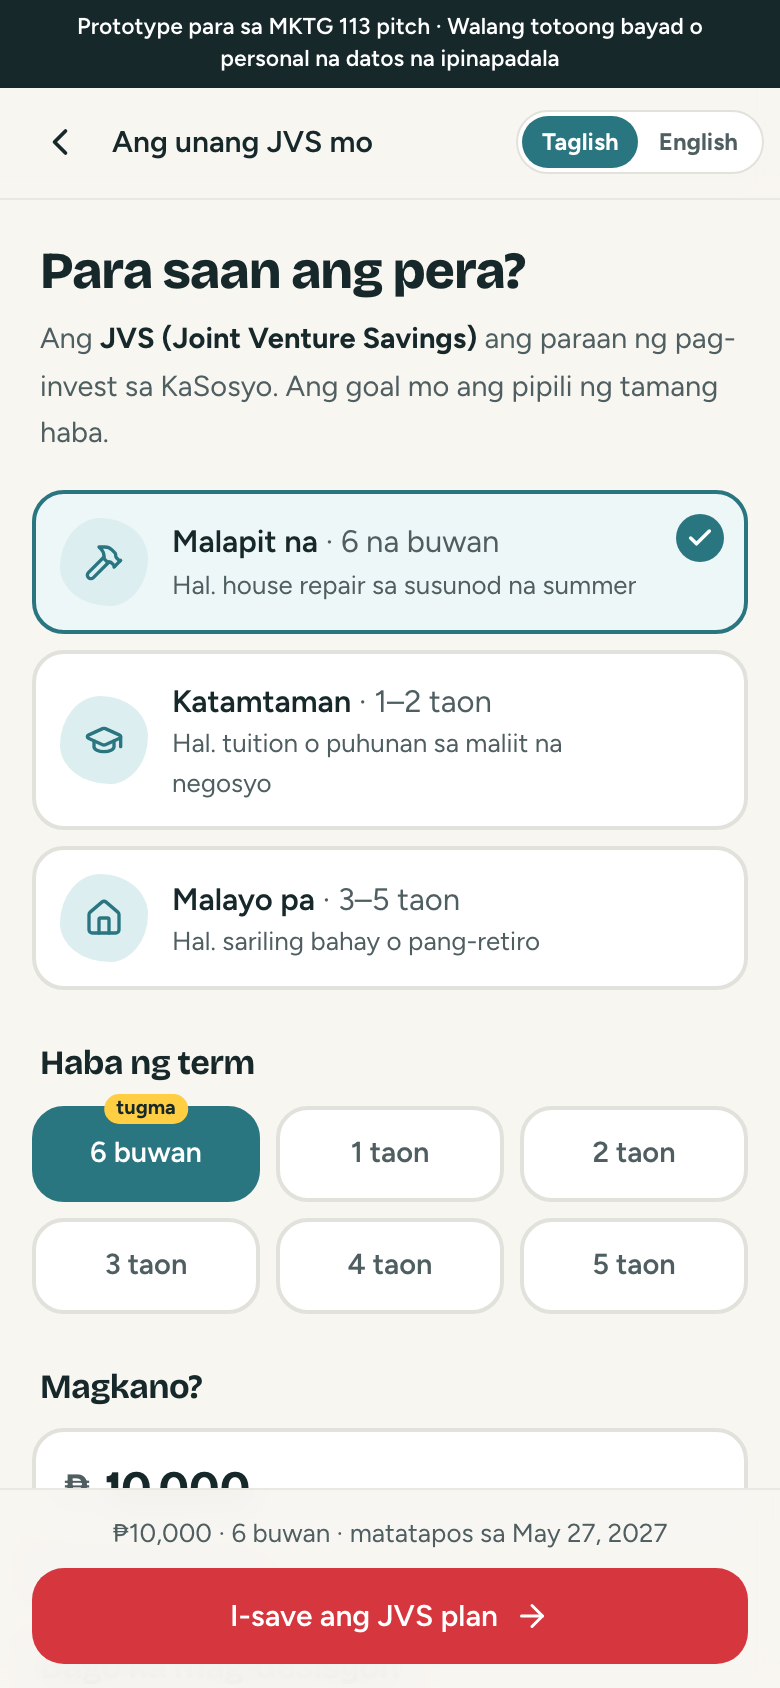 Prototype para sa MKTG 113 pitch · Walang totoong bayad o
personal na datos na ipinapadala
Ang unang JVS mo
Taglish
English
Para saan ang pera?
Ang JVS (Joint Venture Savings) ang paraan ng pag-
invest sa KaSosyo. Ang goal mo ang pipili ng tamang
haba.
Malapit na · 6 na buwan
Hal. house repair sa susunod na summer
Katamtaman · 1–2 taon
Hal. tuition o puhunan sa maliit na
negosyo
Malayo pa · 3–5 taon
Hal. sariling bahay o pang-retiro
Haba ng term
tugma
6 buwan
1 taon
2 taon
3 taon
4 taon
5 taon
Magkano?
₱ 10,000
₱10,000 · 6 buwan · matatapos sa May 27, 2027
I-save ang JVS plan →